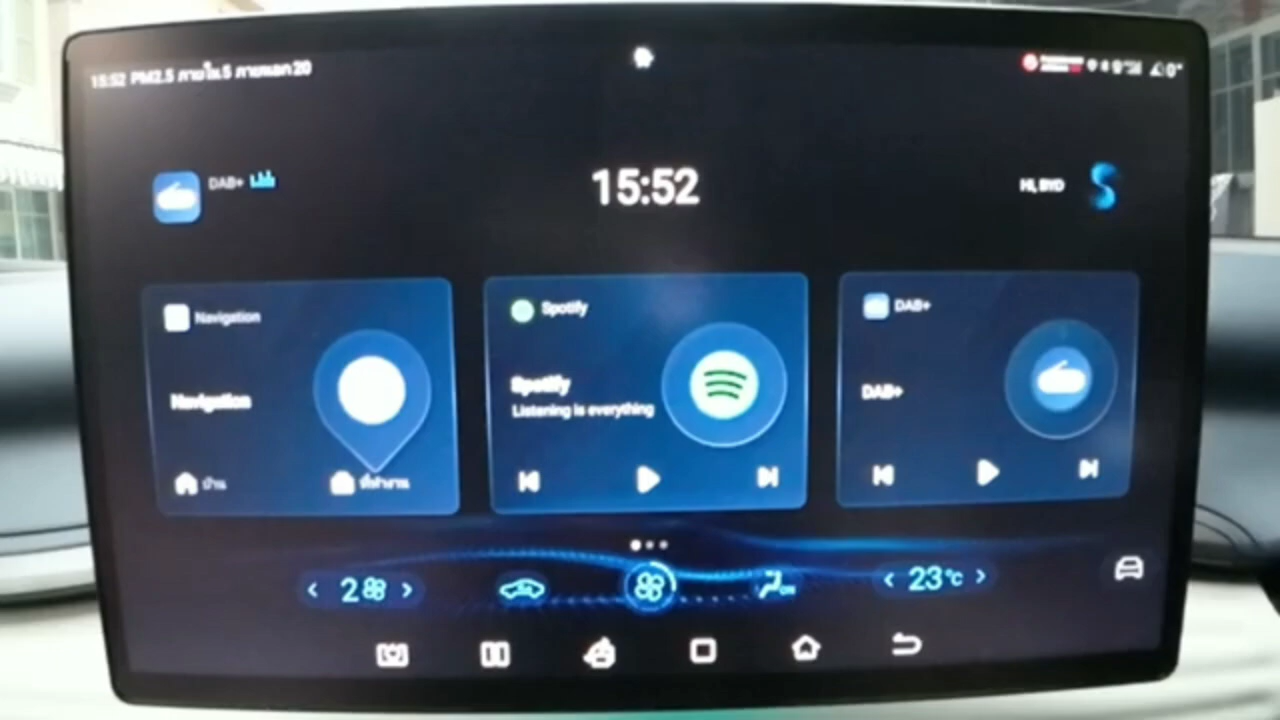 15:52 PM2.5 ภายใน5 ภายนอก20
0°
DAB+
15:52
HI, BYD
Navigation
Navigation
บ้าน
ที่ทำงาน
Spotify
Spotify
Listening is everything
DAB+
DAB+
2
23°C